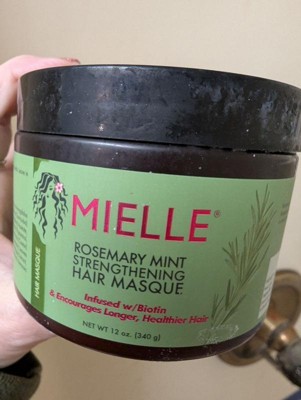 MIELLE®
ROSEMARY MINT
STRENGTHENING
HAIR MASQUE
Infused w/Biotin
& Encourages Longer, Healthier Hair
NET WT 12 oz. (340 g)
HAIR MASQUE